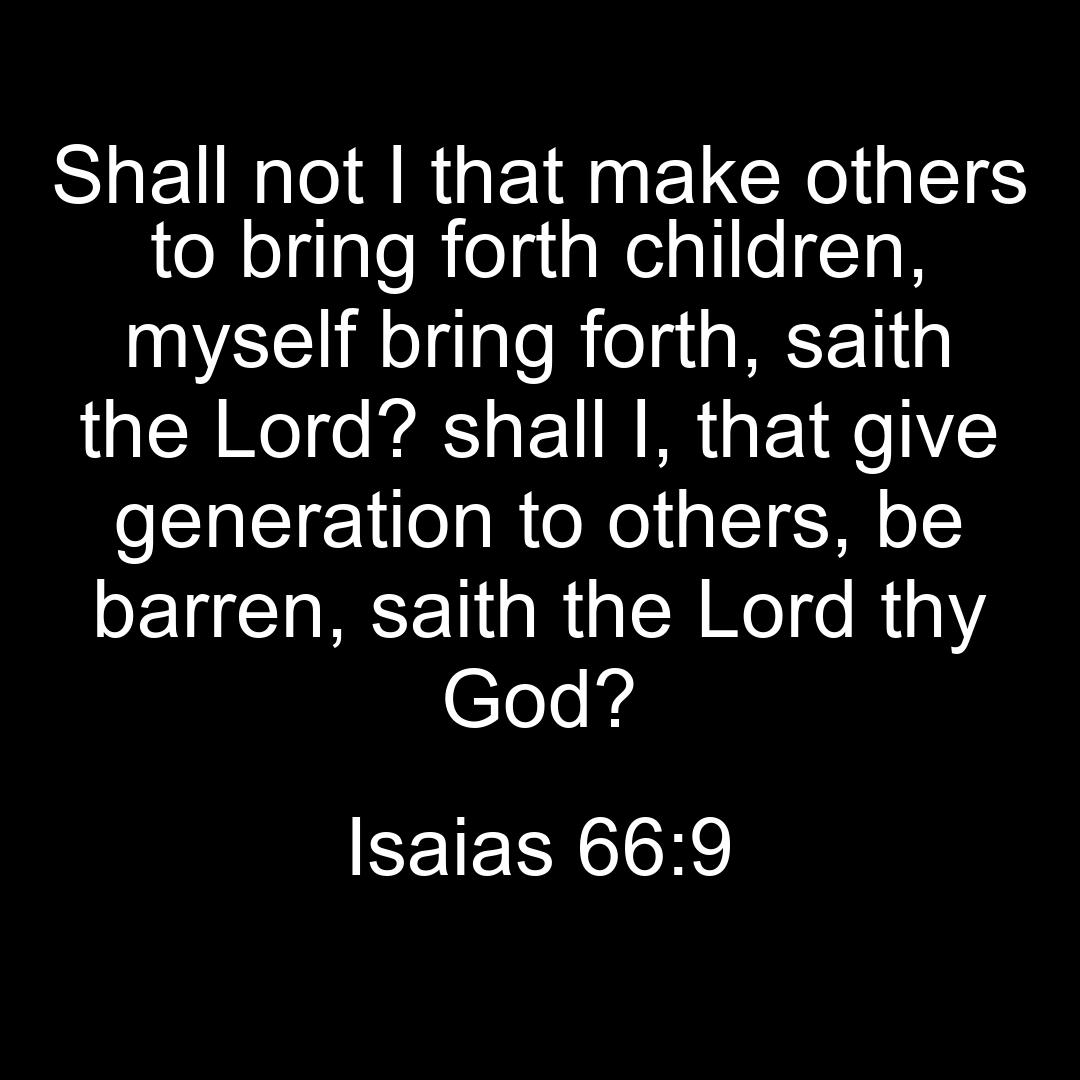 Shall not I that make others
to bring forth children,
myself bring forth, saith
the Lord? shall I, that give
generation to others, be
barren, saith the Lord thy
God?
Isaias 66:9